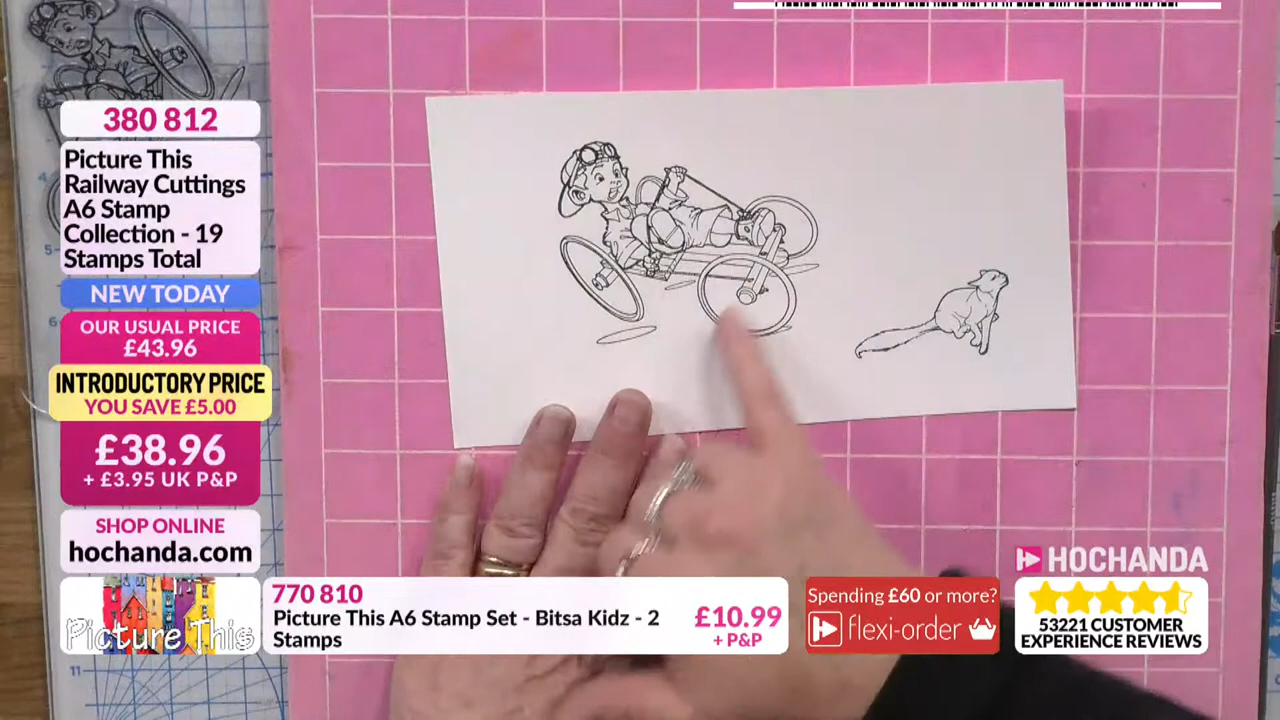 380 812
Picture This
Railway Cuttings
A6 Stamp
Collection - 19
Stamps Total
NEW TODAY
OUR USUAL PRICE
£43.96
INTRODUCTORY PRICE
YOU SAVE £5.00
£38.96
+ £3.95 UK P&P
SHOP ONLINE
hochanda.com
Picture This
770 810
Picture This A6 Stamp Set - Bitsa Kidz - 2
Stamps
£10.99
+ P&P
Spending £60 or more?
flexi-order
HOCHANDA
53221 CUSTOMER
EXPERIENCE REVIEWS
11